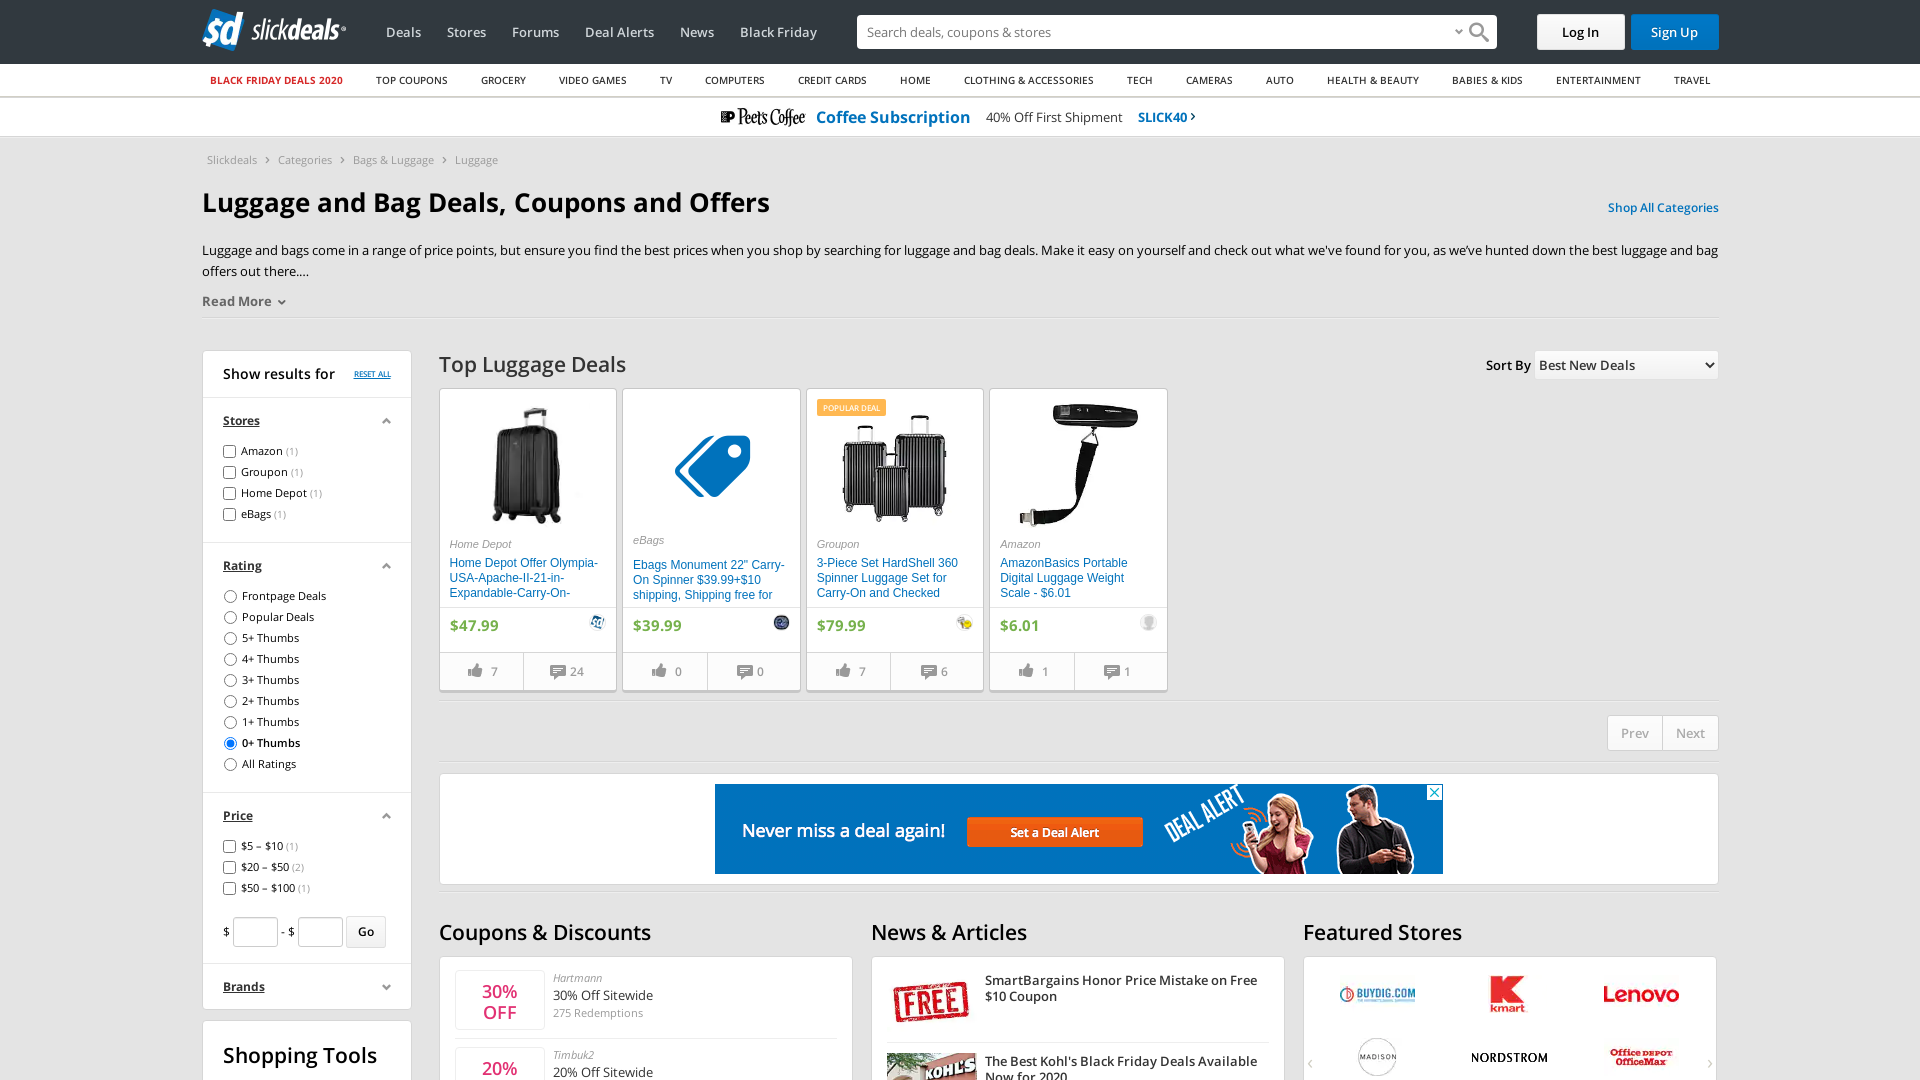 sd slickdeals
Deals
Stores
Forums
Deal Alerts
News
Black Friday
Search deals, coupons & stores
Log In
Sign Up
BLACK FRIDAY DEALS 2020
TOP COUPONS
GROCERY
VIDEO GAMES
TV
COMPUTERS
CREDIT CARDS
HOME
CLOTHING & ACCESSORIES
TECH
CAMERAS
AUTO
HEALTH & BEAUTY
BABIES & KIDS
ENTERTAINMENT
TRAVEL
Peet's Coffee
Coffee Subscription
40% Off First Shipment
SLICK40
Slickdeals
Categories
Bags & Luggage
Luggage
Luggage and Bag Deals, Coupons and Offers
Shop All Categories
Luggage and bags come in a range of price points, but ensure you find the best prices when you shop by searching for luggage and bag deals. Make it easy on yourself and check out what we've found for you, as we’ve hunted down the best luggage and bag
offers out there....
Read More
Show results for
RESET ALL
Stores
Amazon (1)
Groupon (1)
Home Depot (1)
eBags (1)
Rating
Frontpage Deals
Popular Deals
5+ Thumbs
4+ Thumbs
3+ Thumbs
2+ Thumbs
1+ Thumbs
0+ Thumbs
All Ratings
Price
$5 – $10 (1)
$20 – $50 (2)
$50 – $100 (1)
$ - $ Go
Brands
Shopping Tools
Top Luggage Deals
Sort By
Best New Deals
Home Depot
Home Depot Offer Olympia-
USA-Apache-II-21-in-
Expandable-Carry-On-
$47.99
7
24
eBags
Ebags Monument 22" Carry-
On Spinner $39.99+$10
shipping, Shipping free for
$39.99
0
0
POPULAR DEAL
Groupon
3-Piece Set HardShell 360
Spinner Luggage Set for
Carry-On and Checked
$79.99
7
6
Amazon
AmazonBasics Portable
Digital Luggage Weight
Scale - $6.01
$6.01
1
1
Prev
Next
Never miss a deal again!
Set a Deal Alert
DEAL ALERT
Coupons & Discounts
30%
OFF
Hartmann
30% Off Sitewide
275 Redemptions
20%
Timbuk2
20% Off Sitewide
News & Articles
FREE
SmartBargains Honor Price Mistake on Free
$10 Coupon
KOHL'S
The Best Kohl's Black Friday Deals Available
Now for 2020
Featured Stores
BUYDIG.COM
kmart
Lenovo
MADISON
NORDSTROM
Office DEPOT
OfficeMax